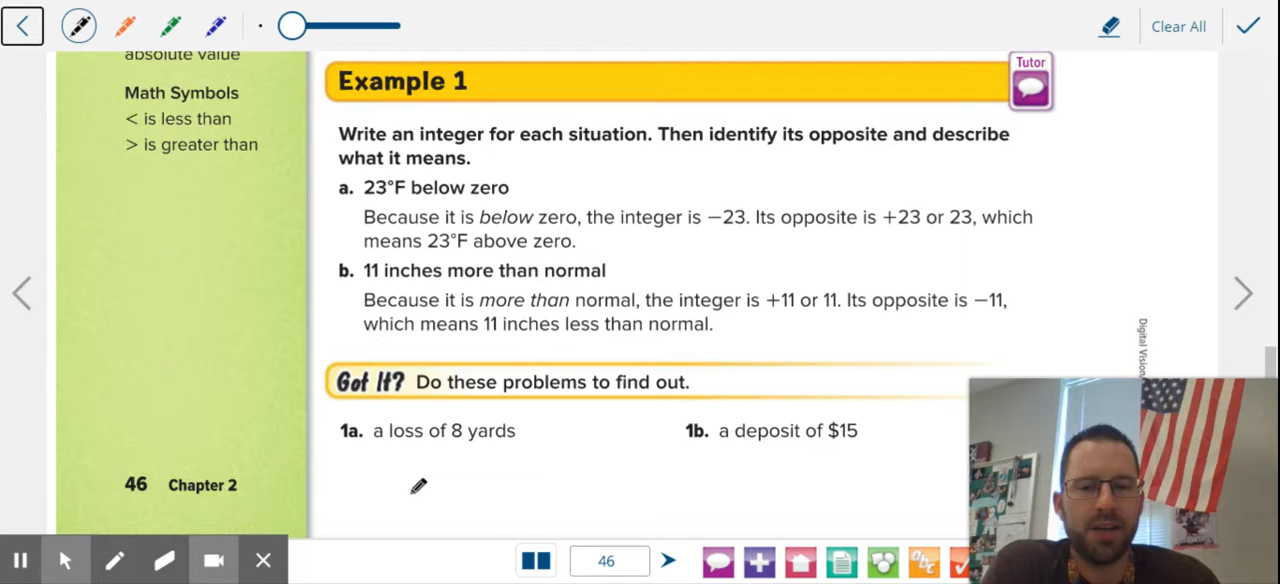 Clear All
absolute value
Math Symbols
< is less than
> is greater than
Example 1
Tutor
Write an integer for each situation. Then identify its opposite and describe
what it means.
a. 23°F below zero
Because it is below zero, the integer is −23. Its opposite is +23 or 23, which
means 23°F above zero.
b. 11 inches more than normal
Because it is more than normal, the integer is +11 or 11. Its opposite is −11,
which means 11 inches less than normal.
Digital Vision
Got It? Do these problems to find out.
1a. a loss of 8 yards
1b. a deposit of $15
46 Chapter 2
46
abc